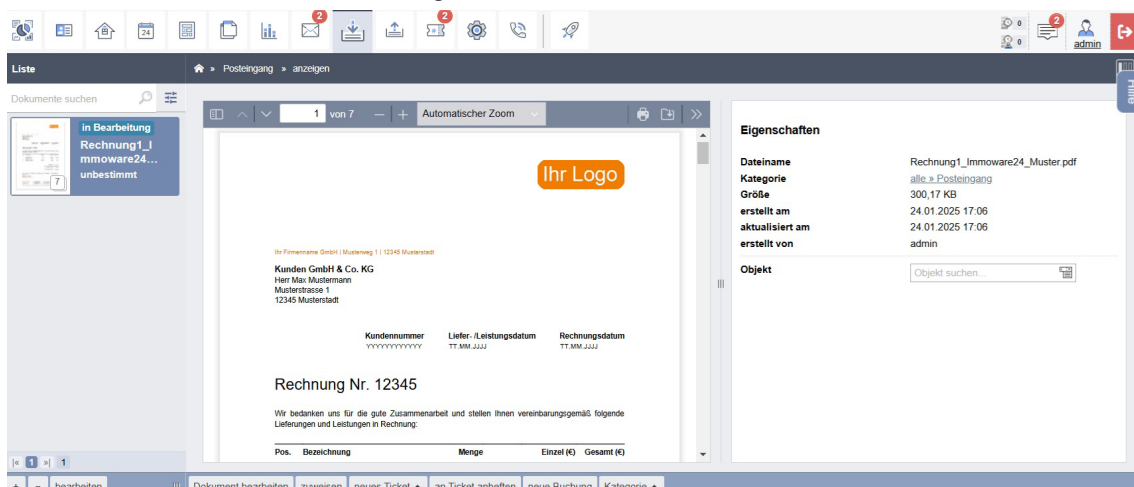 2
2
2
24
0
0
admin
Liste
» Posteingang » anzeigen
Hilfe
Dokumente suchen
in Bearbeitung
Rechnung1_I
mmoware24...
unbestimmt
7
1 von 7
Automatischer Zoom
Ihr Logo
Ihr Firmenname GmbH | Musterweg 1 | 12345 Musterstadt
Kunden GmbH & Co. KG
Herr Max Mustermann
Musterstrasse 1
12345 Musterstadt
Kundennummer Liefer- /Leistungsdatum Rechnungsdatum
YYYYYYYYYYYY TT.MM.JJJJ TT.MM.JJJJ
Rechnung Nr. 12345
Wir bedanken uns für die gute Zusammenarbeit und stellen Ihnen vereinbarungsgemäß folgende
Lieferungen und Leistungen in Rechnung:
Pos. Bezeichnung Menge Einzel (€) Gesamt (€)
Eigenschaften
Dateiname Rechnung1_Immoware24_Muster.pdf
Kategorie alle » Posteingang
Größe 300,17 KB
erstellt am 24.01.2025 17:06
aktualisiert am 24.01.2025 17:06
erstellt von admin
Objekt Objekt suchen...
|« 1 »| 1
+ - bearbeiten
Dokument bearbeiten zuweisen neues Ticket an Ticket anheften neue Buchung Kategorie